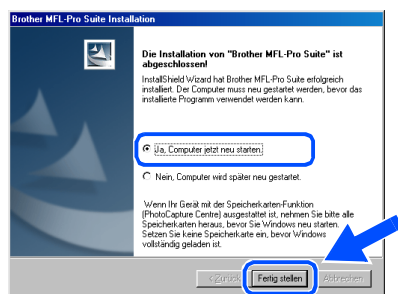 Brother MFL-Pro Suite Installation
Die Installation von "Brother MFL-Pro Suite" ist
abgeschlossen!
InstallShield Wizard hat Brother MFL-Pro Suite erfolgreich
installiert. Der Computer muss neu gestartet werden, bevor das
installierte Programm verwendet werden kann.
Ja, Computer jetzt neu starten.
Nein, Computer wird später neu gestartet.
Wenn Ihr Gerät mit der Speicherkarten-Funktion
(PhotoCapture Centre) ausgestattet ist, nehmen Sie bitte alle
Speicherkarten heraus, bevor Sie Windows neu starten.
Setzen Sie keine Speicherkarte ein, bevor Windows
vollständig geladen ist.
< Zurück Fertig stellen Abbrechen